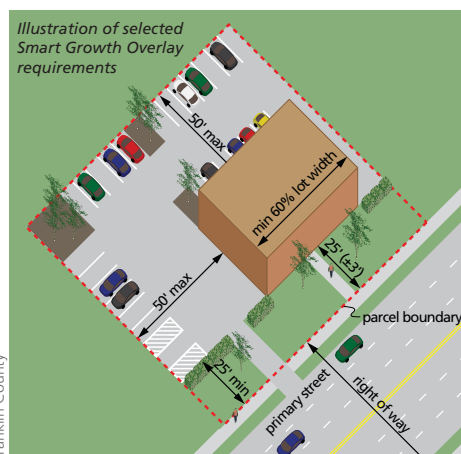 Illustration of selected
Smart Growth Overlay
requirements
50' max
min 60% lot width
25' (±3')
50' max
parcel boundary
25' min
primary street
right of way
County